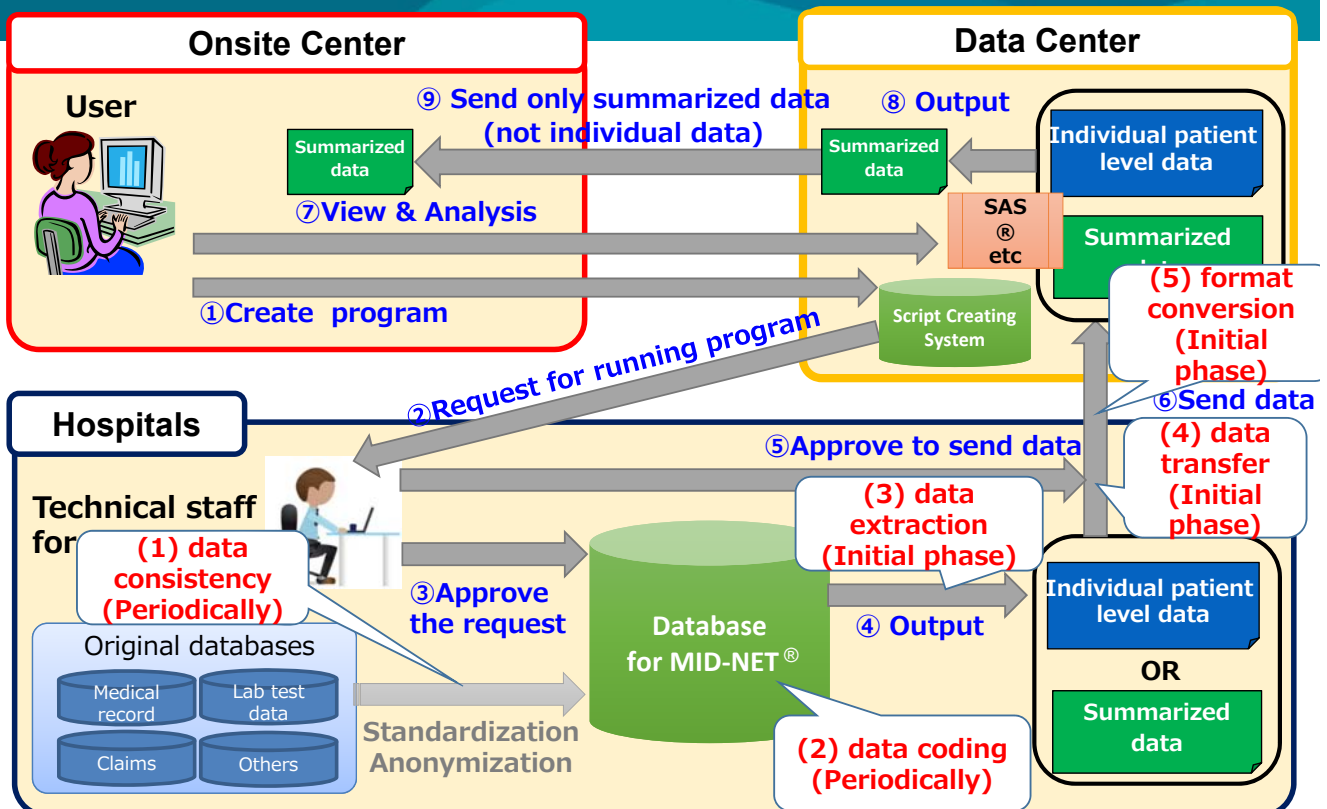 Onsite Center
User
⑨ Send only summarized data
(not individual data)
Summarized
data
⑦View & Analysis
①Create program
Data Center
⑧ Output
Summarized
data
Individual patient
level data
SAS
®
etc
Summarized
Script Creating
System
(5) format
conversion
(Initial
phase)
②Request for running program
⑥Send data
(4) data
transfer
(Initial
phase)
Hospitals
Technical staff
for
(1) data
consistency
(Periodically)
③Approve
the request
⑤Approve to send data
(3) data
extraction
(Initial phase)
④ Output
Original databases
Medical
record
Lab test
data
Claims
Others
Standardization
Anonymization
Database
for MID-NET®
(2) data coding
(Periodically)
Individual patient
level data
OR
Summarized
data